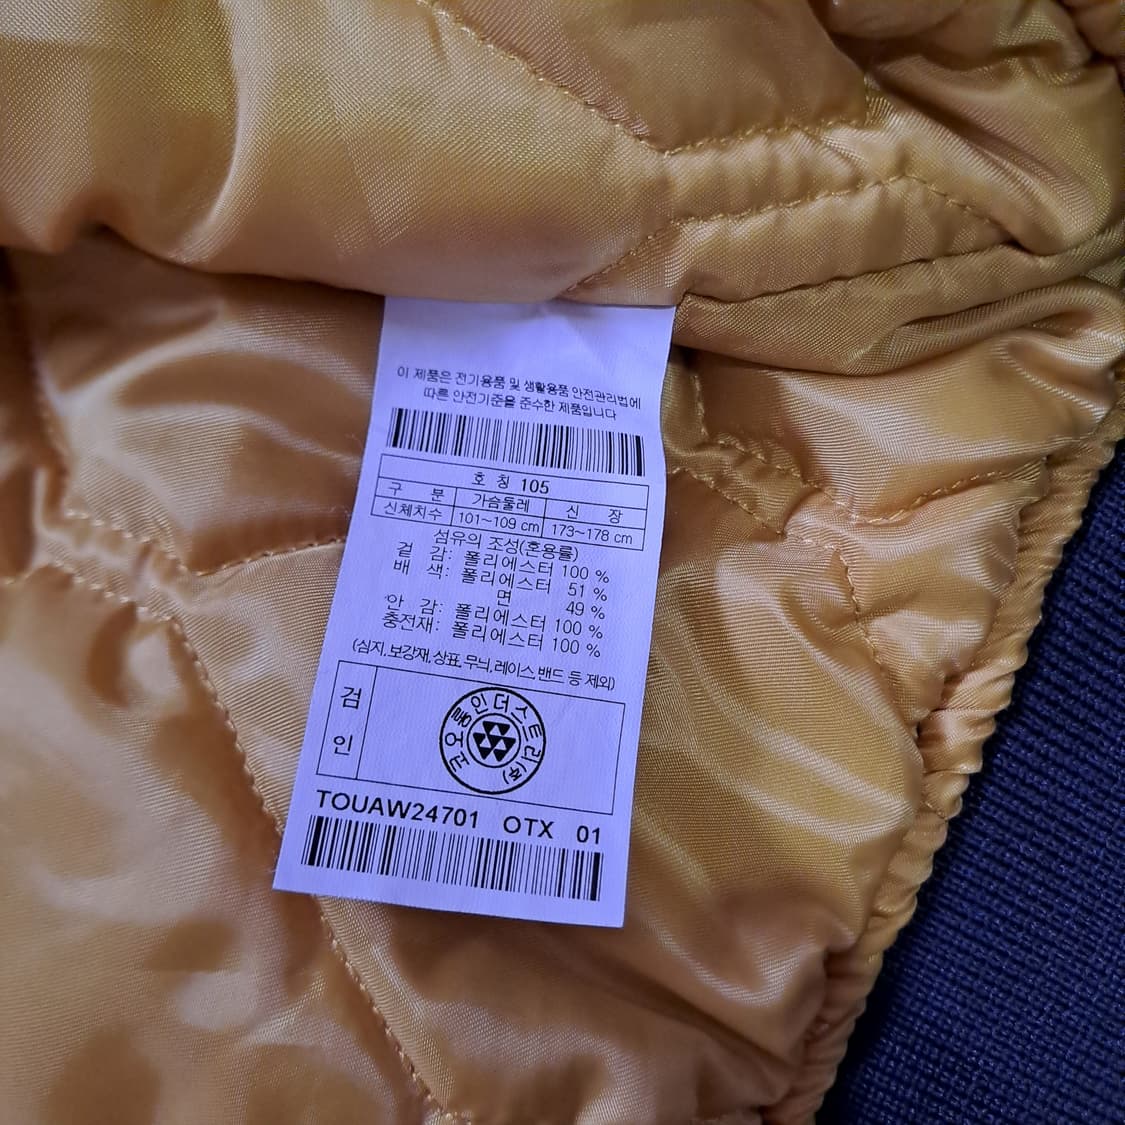 이 제품은 전기용품 및 생활용품 안전관리법에
따른 안전기준을 준수한 제품입니다
호 칭 105
구 분 가슴둘레 신 장
신체치수 101~109 cm 173~178 cm
섬유의 조성(혼용률)
겉 감: 폴리에스터 100 %
배 색: 폴리에스터 51 %
면 49 %
안 감: 폴리에스터 100 %
충전재: 폴리에스터 100 %
(심지,보강재,상표,무늬,레이스 밴드 등 제외)
검
인
인더스트리(주)
TOUAW24701 OTX 01